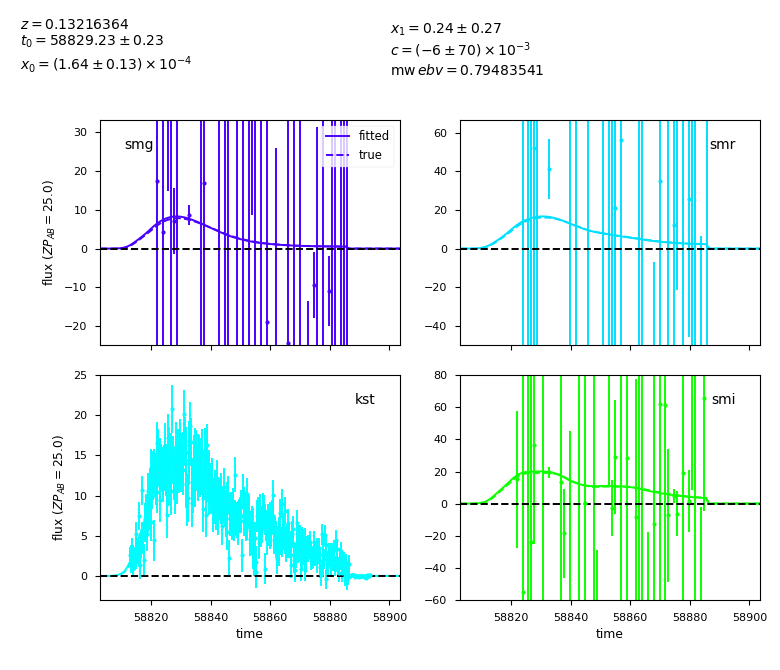 z = 0.13216364
t₀ = 58829.23 ± 0.23
x₀ = (1.64 ± 0.13) × 10⁻⁴
x₁ = 0.24 ± 0.27
c = (−6 ± 70) × 10⁻³
mw ebv = 0.79483541
smg
fitted
true
30
20
10
0
−10
−20
flux (ZP_AB = 25.0)
smr
60
40
20
0
−20
−40
kst
25
20
15
10
5
0
flux (ZP_AB = 25.0)
58820 58840 58860 58880 58900
time
smi
80
60
40
20
0
−20
−40
−60
58820 58840 58860 58880 58900
time